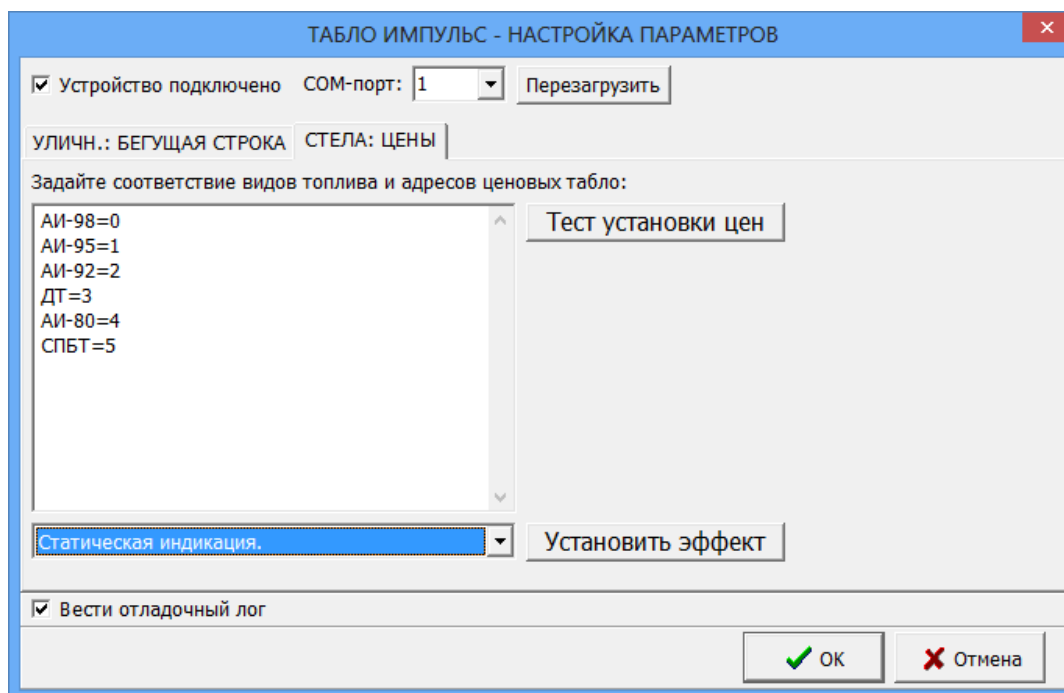 ТАБЛО ИМПУЛЬС - НАСТРОЙКА ПАРАМЕТРОВ
Устройство подключено COM-порт: 1 Перезагрузить
УЛИЧН.: БЕГУЩАЯ СТРОКА СТЕЛА: ЦЕНЫ
Задайте соответствие видов топлива и адресов ценовых табло:
АИ-98=0 Тест установки цен
АИ-95=1
АИ-92=2
ДТ=3
АИ-80=4
СПБТ=5
Статическая индикация. Установить эффект
Вести отладочный лог
ОК Отмена